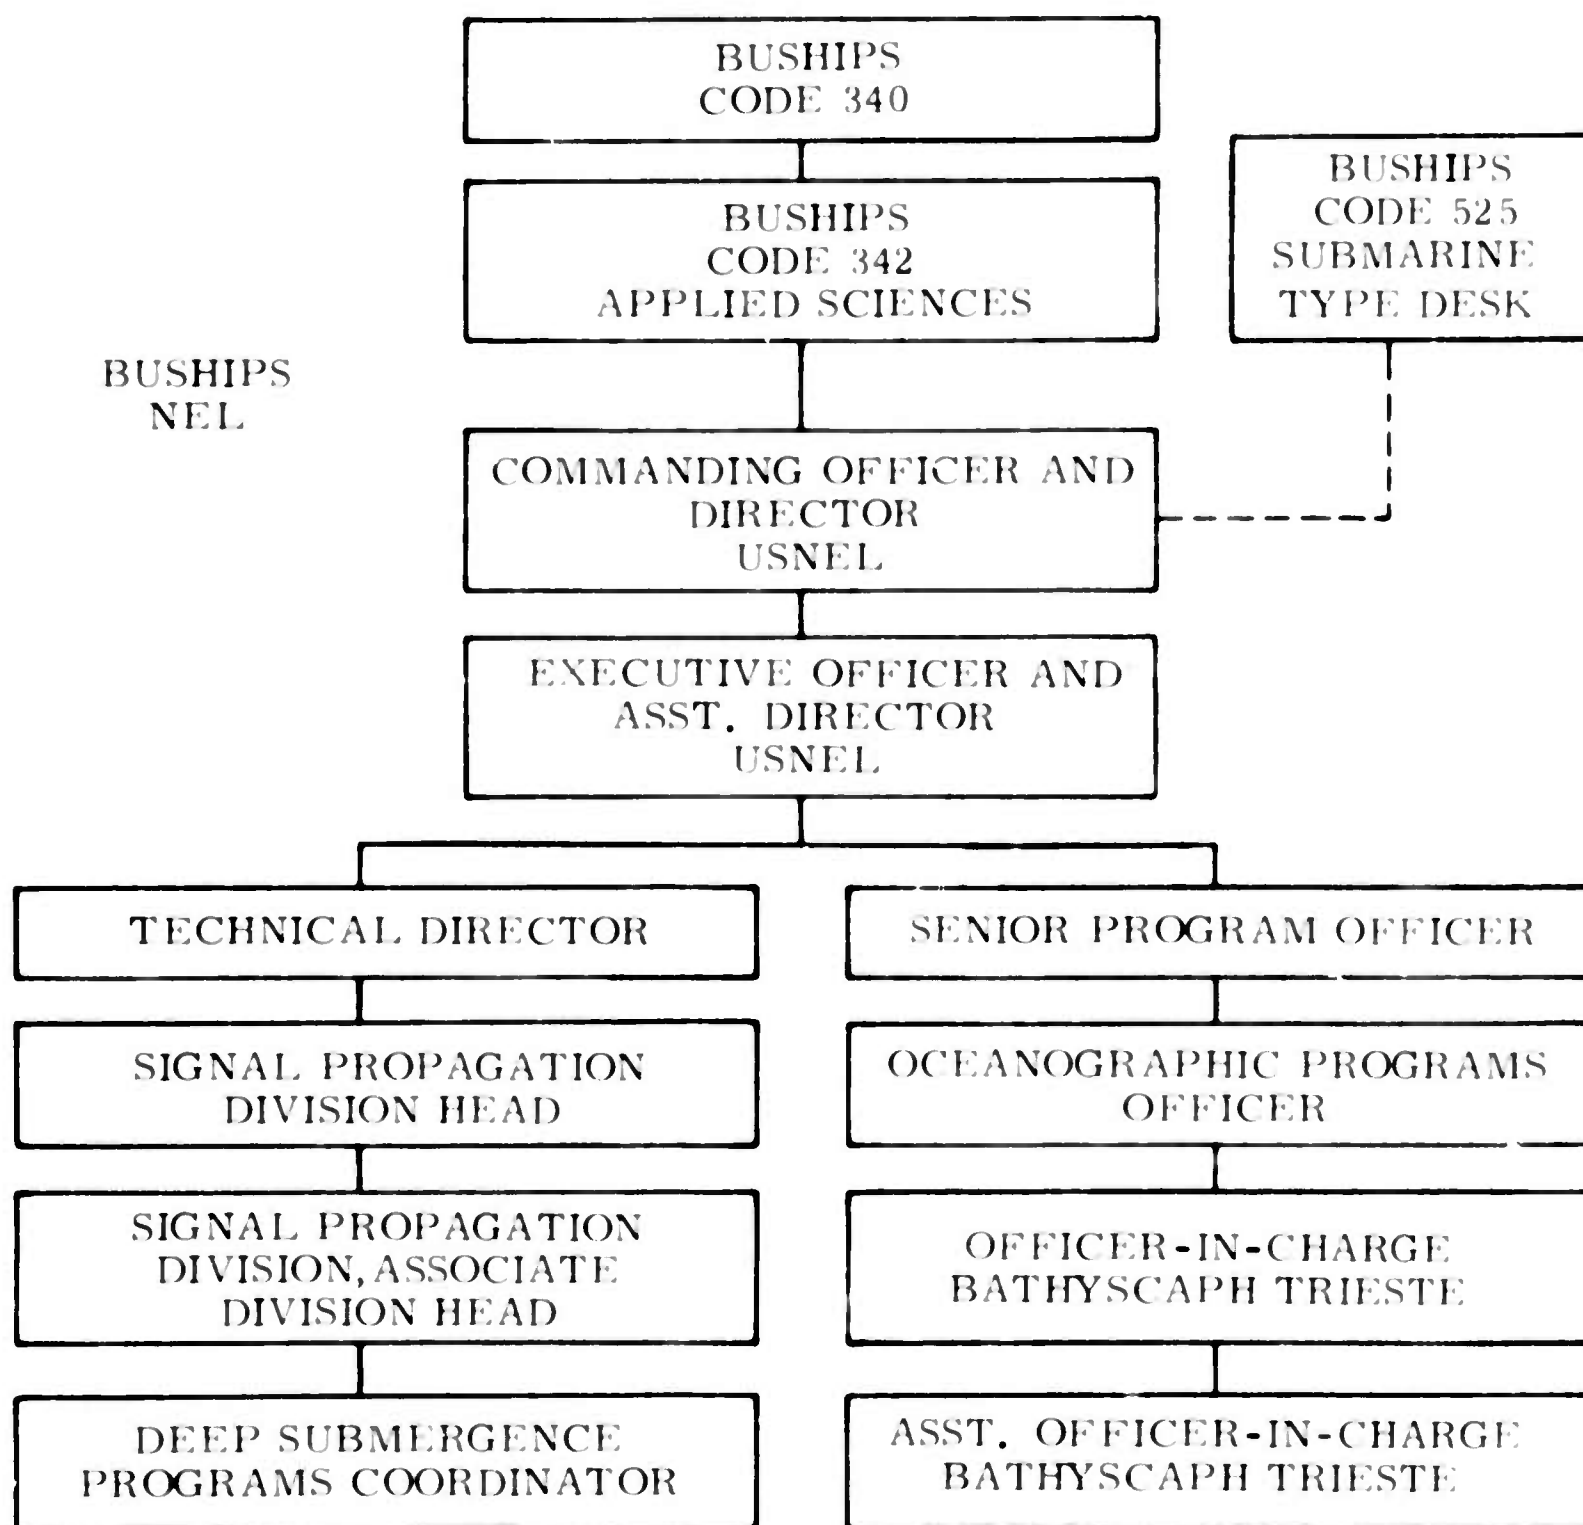 BUSHIPS
CODE 340
BUSHIPS
CODE 342
APPLIED SCIENCES
BUSHIPS
CODE 525
SUBMARINE
TYPE DESK
BUSHIPS
NEL
COMMANDING OFFICER AND
DIRECTOR
USNEL
EXECUTIVE OFFICER AND
ASST. DIRECTOR
USNEL
TECHNICAL DIRECTOR
SIGNAL PROPAGATION
DIVISION HEAD
SIGNAL PROPAGATION
DIVISION, ASSOCIATE
DIVISION HEAD
DEEP SUBMERGENCE
PROGRAMS COORDINATOR
SENIOR PROGRAM OFFICER
OCEANOGRAPHIC PROGRAMS
OFFICER
OFFICER-IN-CHARGE
BATHYSCAPH TRIESTE
ASST. OFFICER-IN-CHARGE
BATHYSCAPH TRIESTE